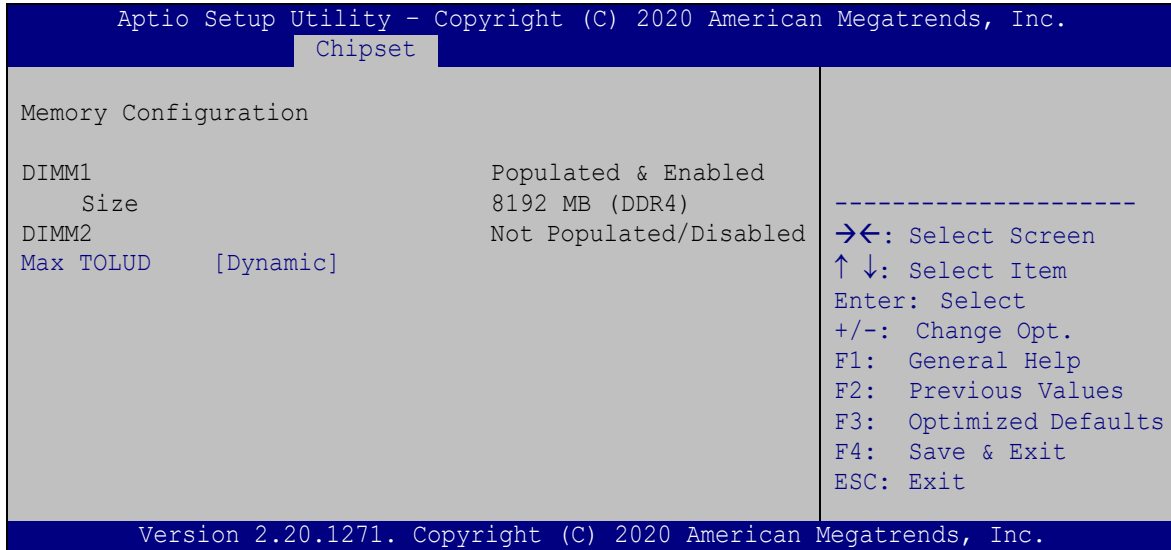 Aptio Setup Utility – Copyright (C) 2020 American Megatrends, Inc.
Chipset
Memory Configuration
DIMM1 Populated & Enabled
Size 8192 MB (DDR4)
DIMM2 Not Populated/Disabled
Max TOLUD [Dynamic]
---------------------
→←: Select Screen
↑ ↓: Select Item
Enter: Select
+/-: Change Opt.
F1: General Help
F2: Previous Values
F3: Optimized Defaults
F4: Save & Exit
ESC: Exit
Version 2.20.1271. Copyright (C) 2020 American Megatrends, Inc.